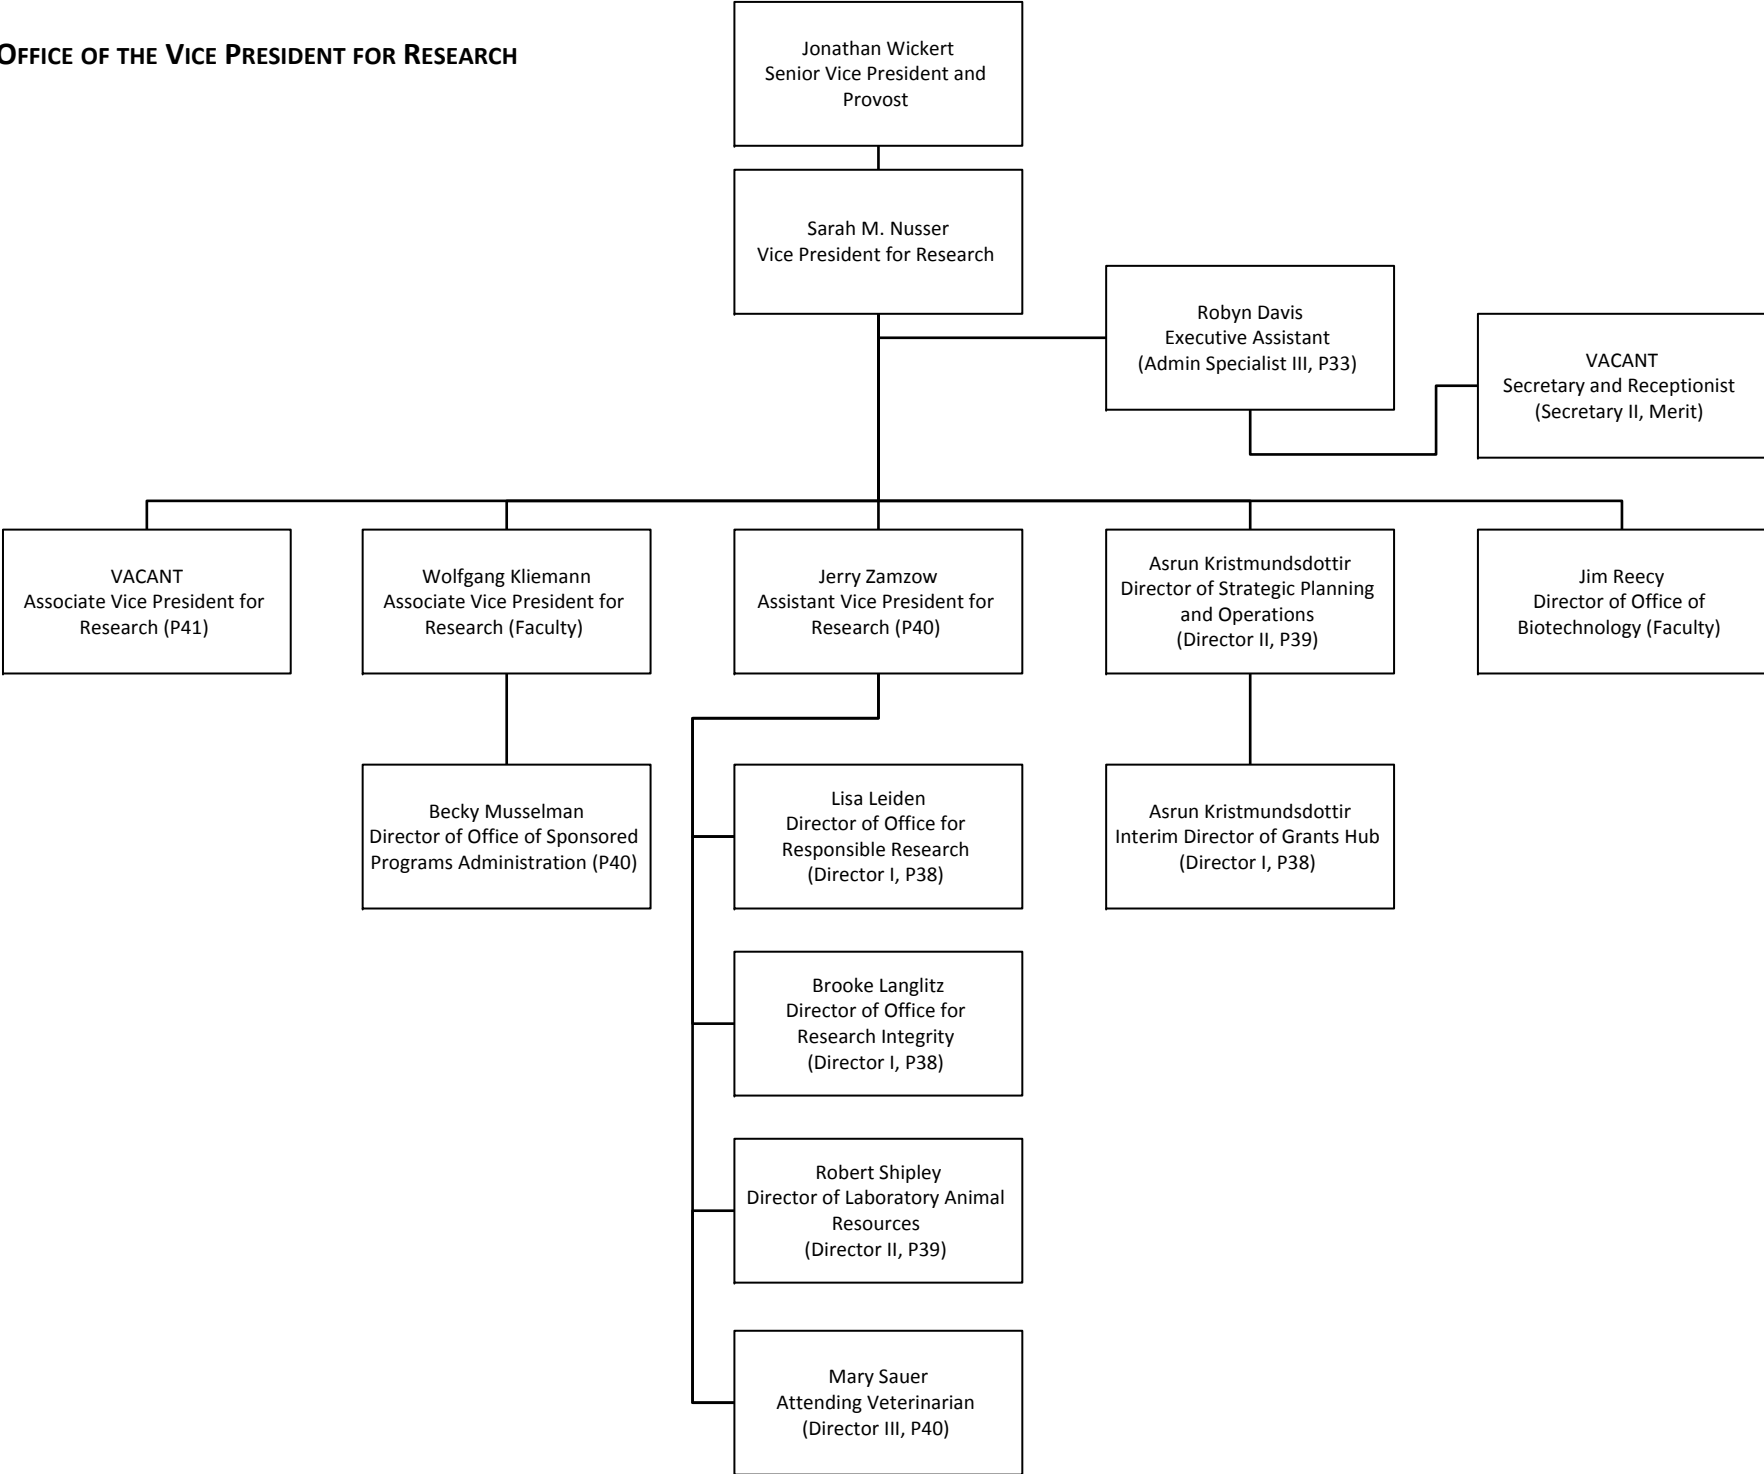 OFFICE OF THE VICE PRESIDENT FOR RESEARCH
Jonathan Wickert
Senior Vice President and
Provost
Sarah M. Nusser
Vice President for Research
Robyn Davis
Executive Assistant
(Admin Specialist III, P33)
VACANT
Secretary and Receptionist
(Secretary II, Merit)
VACANT
Associate Vice President for
Research (P41)
Wolfgang Kliemann
Associate Vice President for
Research (Faculty)
Jerry Zamzow
Assistant Vice President for
Research (P40)
Asrun Kristmundsdottir
Director of Strategic Planning
and Operations
(Director II, P39)
Jim Reecy
Director of Office of
Biotechnology (Faculty)
Becky Musselman
Director of Office of Sponsored
Programs Administration (P40)
Lisa Leiden
Director of Office for
Responsible Research
(Director I, P38)
Asrun Kristmundsdottir
Interim Director of Grants Hub
(Director I, P38)
Brooke Langlitz
Director of Office for
Research Integrity
(Director I, P38)
Robert Shipley
Director of Laboratory Animal
Resources
(Director II, P39)
Mary Sauer
Attending Veterinarian
(Director III, P40)